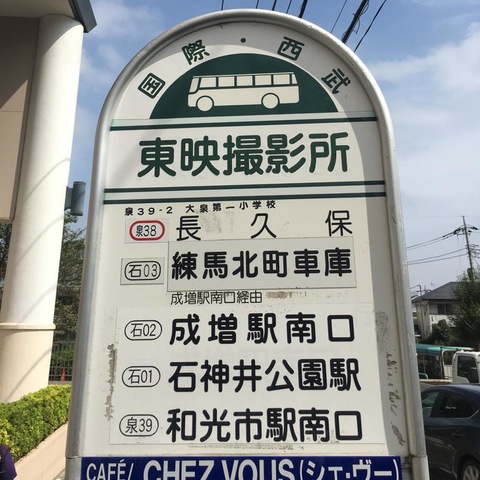 国際・西武
東映撮影所
泉39-2 大泉第一小学校
泉38 長久保
石03 練馬北町車庫
成増駅南口経由
石02 成増駅南口
石01 石神井公園駅
泉39 和光市駅南口
CAFÉ/ CHEZ VOUS(シェ・ヴー)